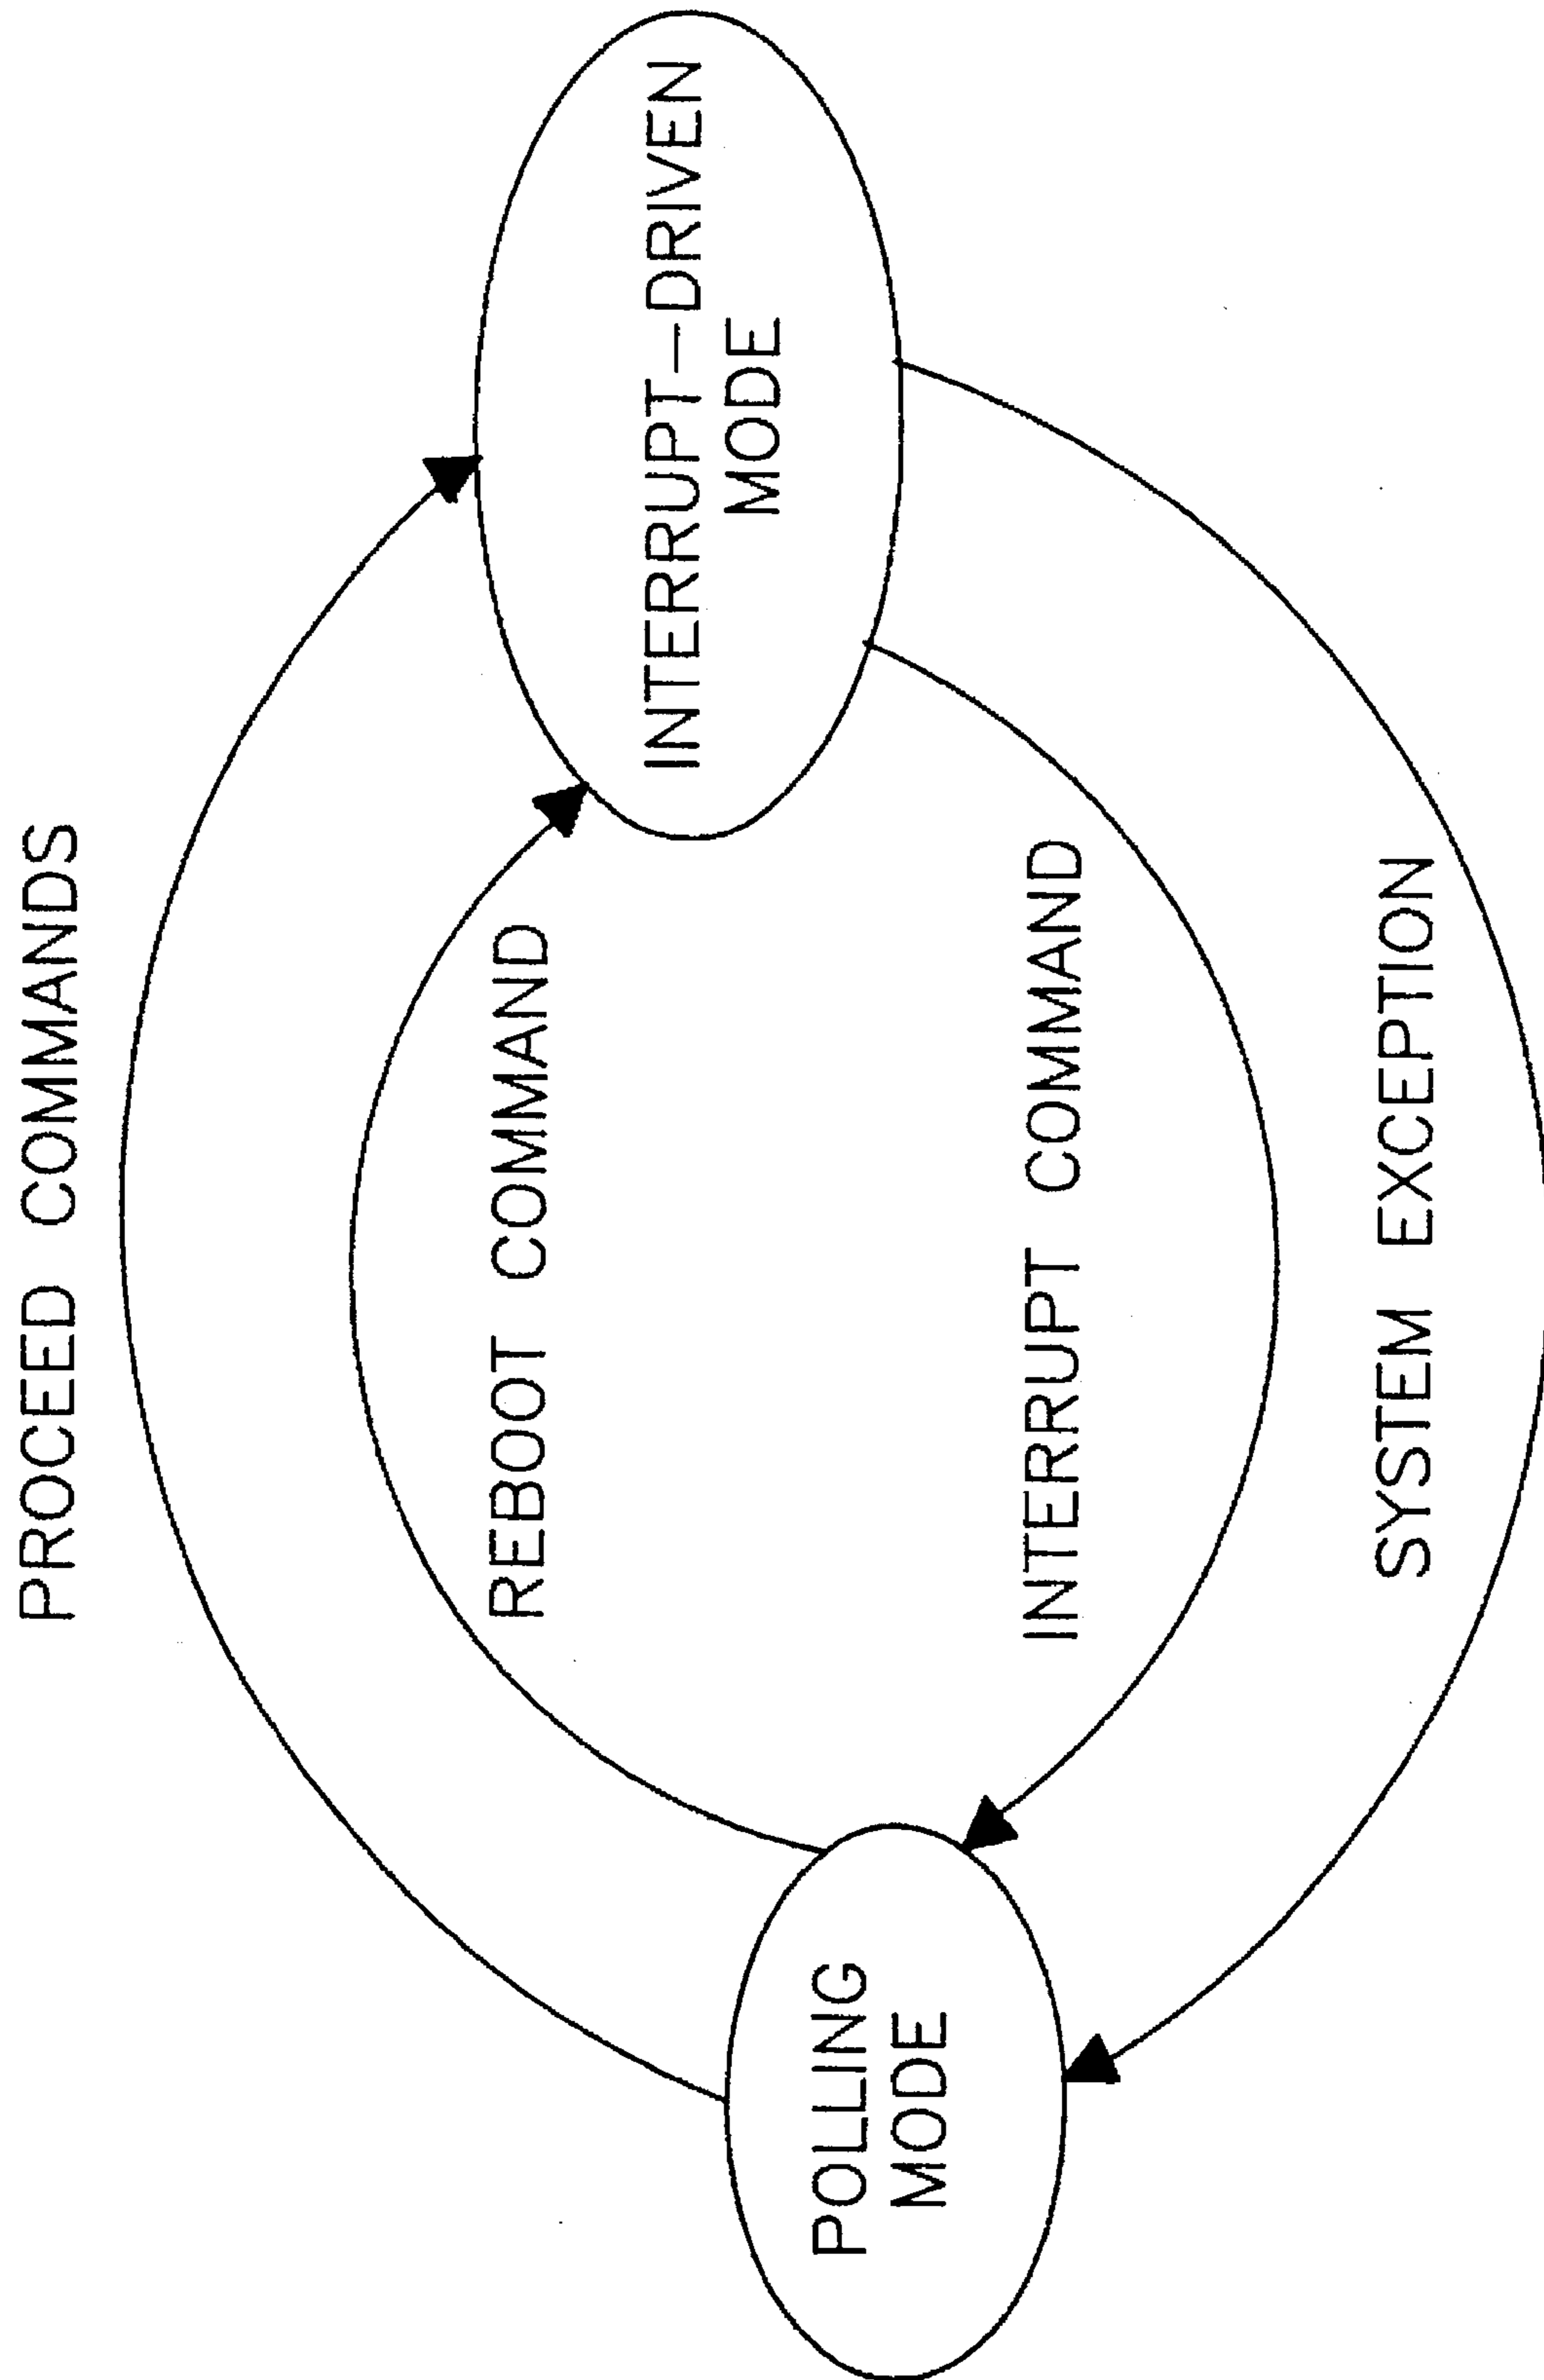 PROCEED COMMANDS
REBOOT COMMAND
INTERRUPT–DRIVEN
MODE
POLLING
MODE
INTERRUPT COMMAND
SYSTEM EXCEPTION